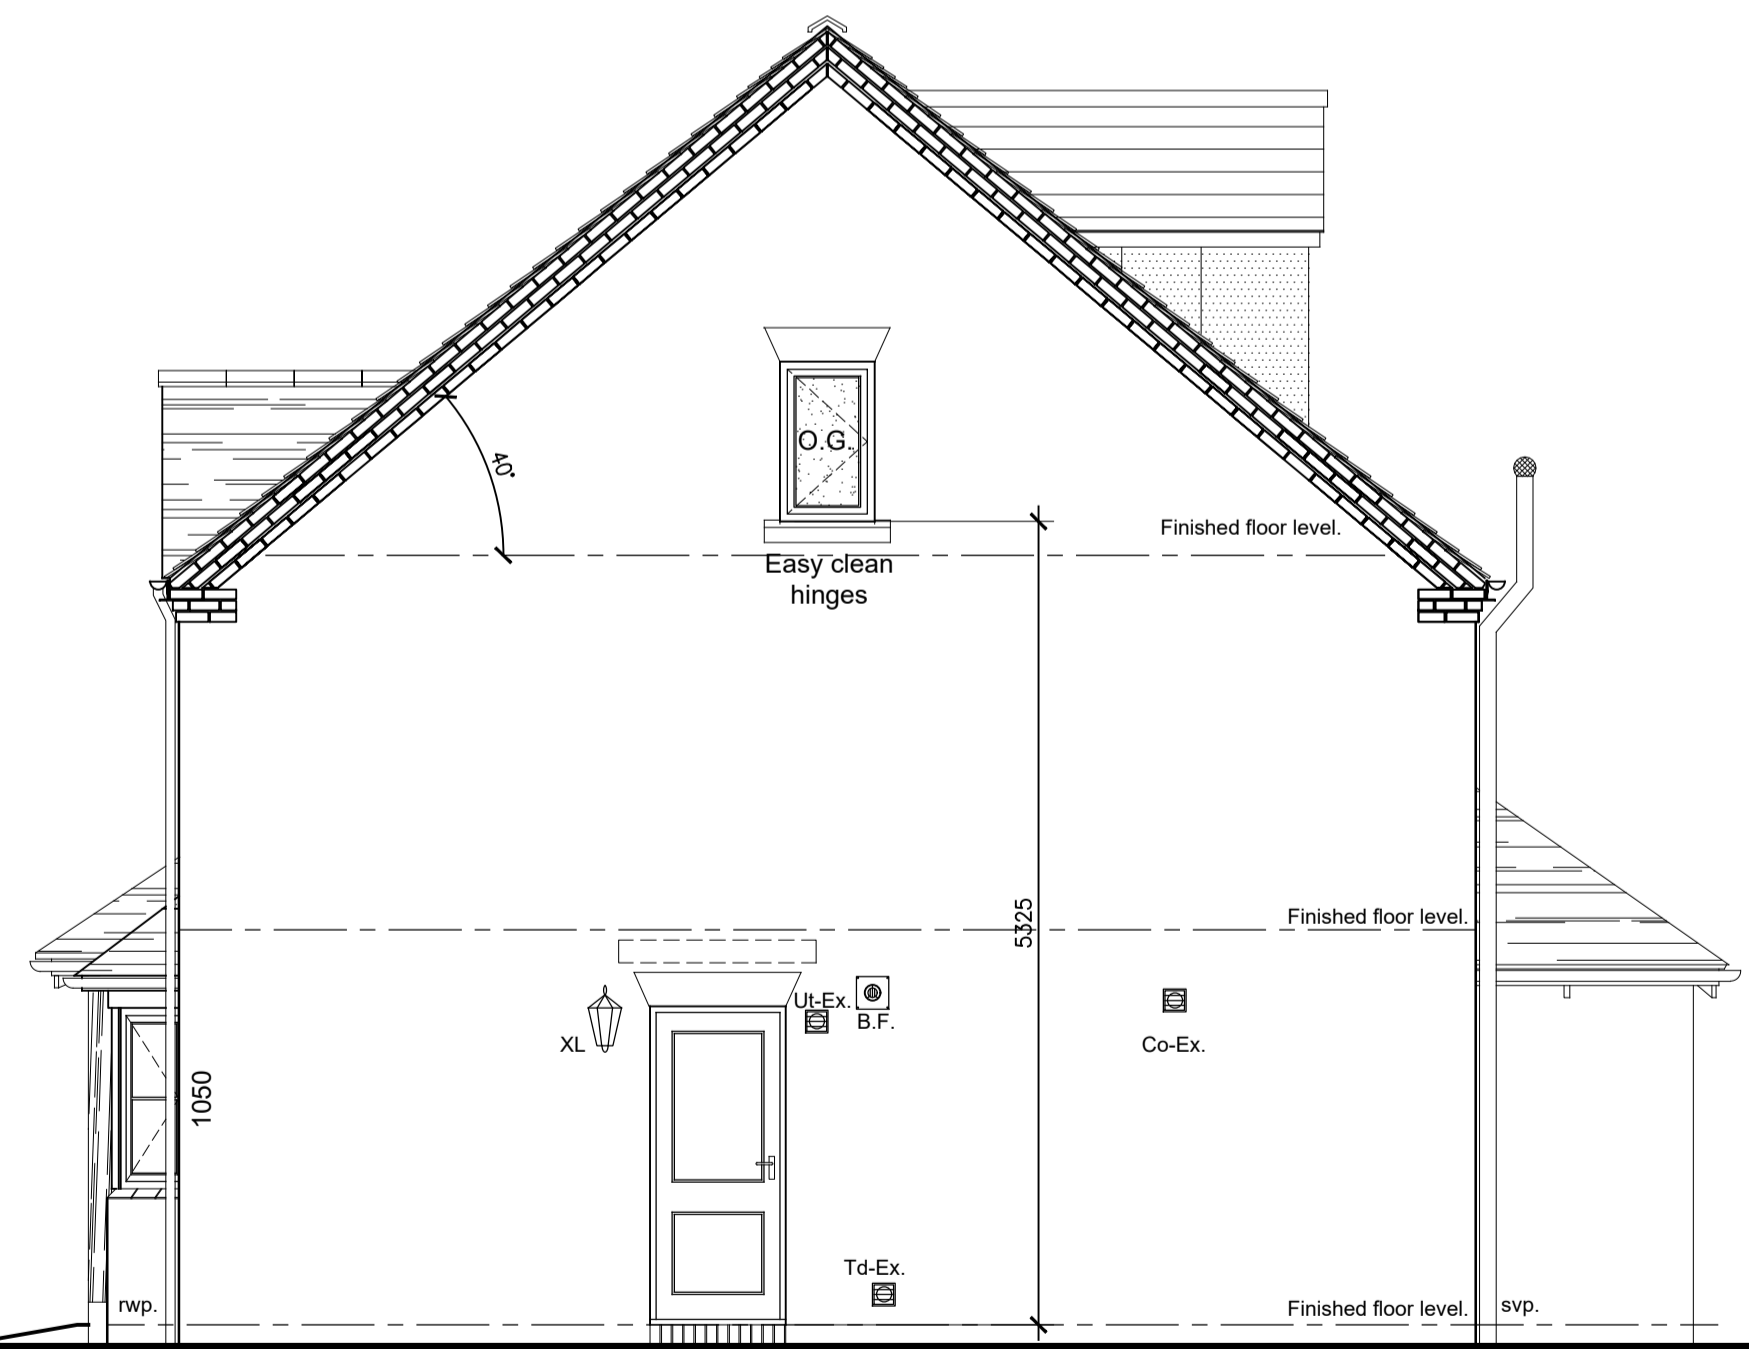 40°
O.G.
Finished floor level.
Easy clean
hinges
5325
Finished floor level.
Ut-Ex.
B.F.
XL
Co-Ex.
1050
Td-Ex.
rwp.
Finished floor level.
svp.